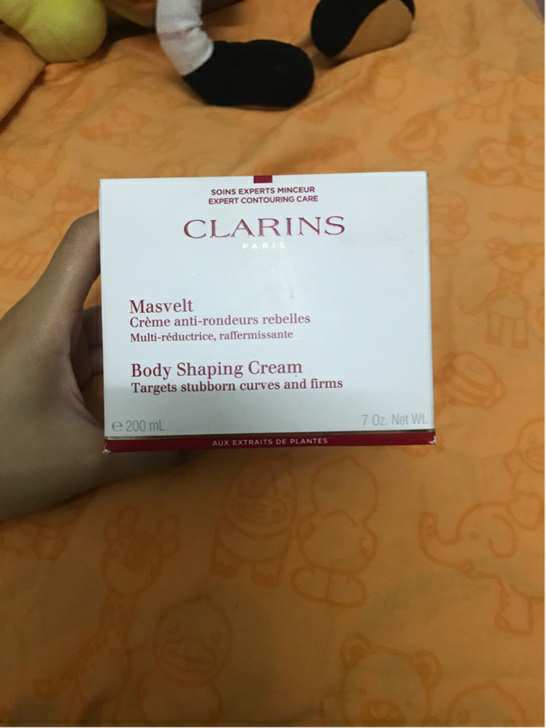 SOINS EXPERTS MINCEUR
EXPERT CONTOURING CARE
CLARINS
PARIS
Masvelt
Crème anti-rondeurs rebelles
Multi-réductrice, raffermissante
Body Shaping Cream
Targets stubborn curves and firms
℮ 200 mL 7 Oz. Net Wt.
AUX EXTRAITS DE PLANTES